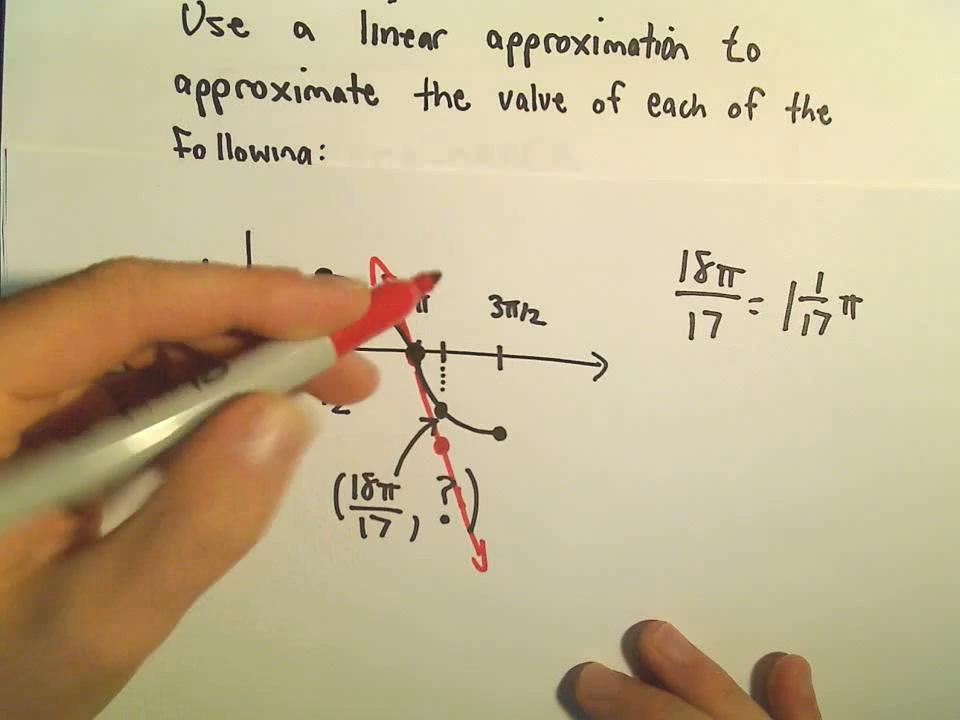 Use a linear approximation to
approximate the value of each of the
Following:
π
3π/2
18π/17 = 1 1/17 π
(18π/17, ?)